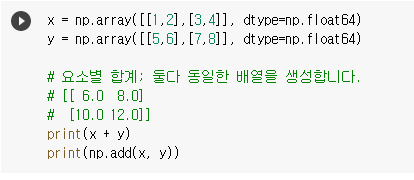 x = np.array([[1,2],[3,4]], dtype=np.float64)
y = np.array([[5,6],[7,8]], dtype=np.float64)
# 요소별 합계; 둘다 동일한 배열을 생성합니다.
# [[ 6.0  8.0]
#  [10.0 12.0]]
print(x + y)
print(np.add(x, y))